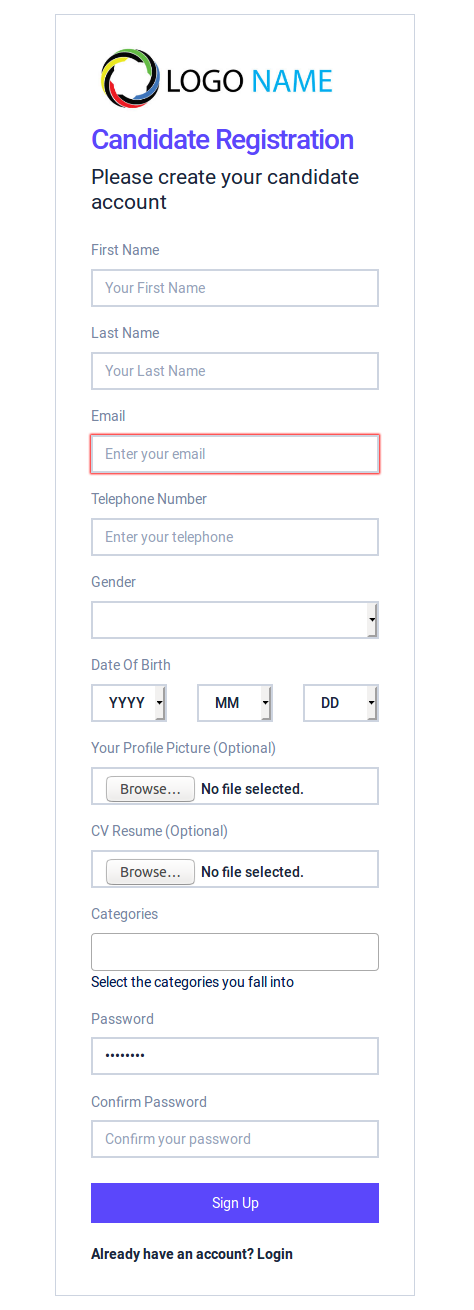 LOGO NAME
Candidate Registration
Please create your candidate
account
First Name
Your First Name
Last Name
Your Last Name
Email
Enter your email
Telephone Number
Enter your telephone
Gender
Date Of Birth
YYYY MM DD
Your Profile Picture (Optional)
Browse... No file selected.
CV Resume (Optional)
Browse... No file selected.
Categories
Select the categories you fall into
Password
••••••••
Confirm Password
Confirm your password
Sign Up
Already have an account? Login